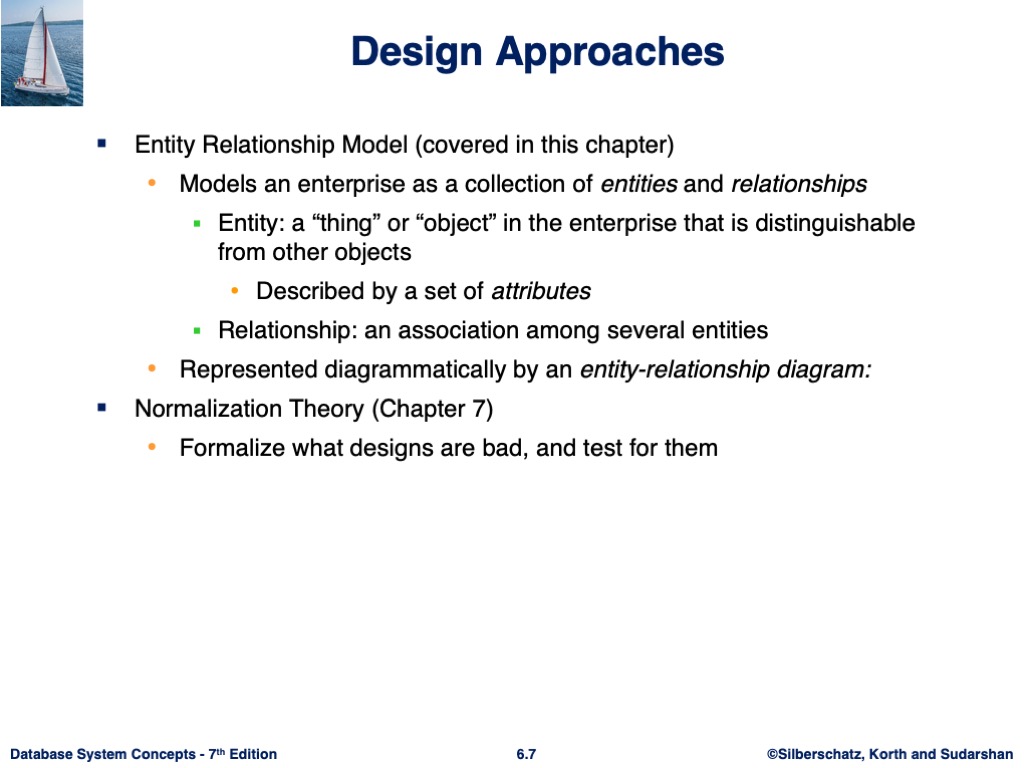 Design Approaches
▪ Entity Relationship Model (covered in this chapter)
• Models an enterprise as a collection of entities and relationships
▪ Entity: a “thing” or “object” in the enterprise that is distinguishable
from other objects
• Described by a set of attributes
▪ Relationship: an association among several entities
• Represented diagrammatically by an entity-relationship diagram:
▪ Normalization Theory (Chapter 7)
• Formalize what designs are bad, and test for them
Database System Concepts - 7th Edition
6.7
©Silberschatz, Korth and Sudarshan